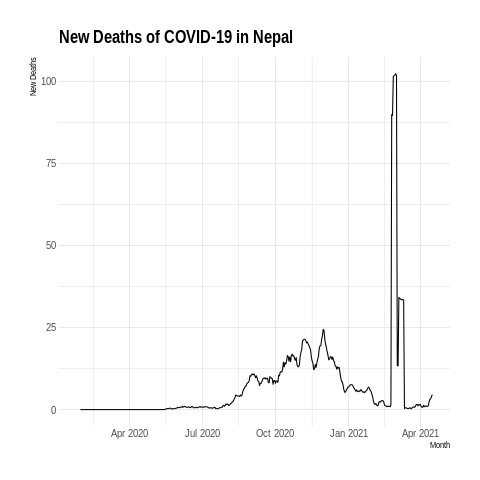 New Deaths of COVID-19 in Nepal
New Deaths
100
75
50
25
0
Apr 2020 Jul 2020 Oct 2020 Jan 2021 Apr 2021
Month